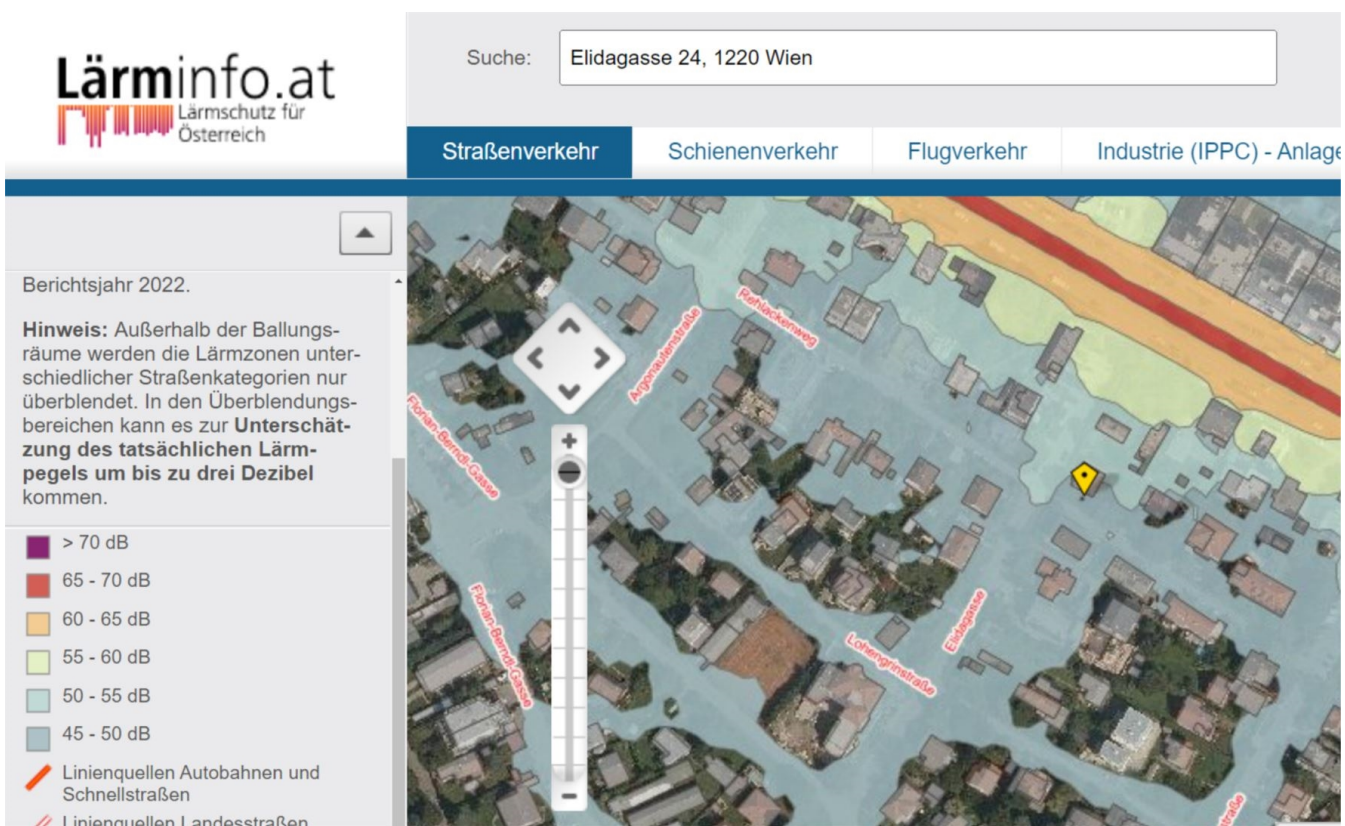 Lärminfo.at
Lärmschutz für
Österreich
Suche:
Elidagasse 24, 1220 Wien
Straßenverkehr
Schienenverkehr
Flugverkehr
Industrie (IPPC) - Anlage
Berichtsjahr 2022.
Hinweis: Außerhalb der Ballungs-
räume werden die Lärmzonen unter-
schiedlicher Straßenkategorien nur
überblendet. In den Überblendungs-
bereichen kann es zur Unterschät-
zung des tatsächlichen Lärm-
pegels um bis zu drei Dezibel
kommen.
> 70 dB
65 - 70 dB
60 - 65 dB
55 - 60 dB
50 - 55 dB
45 - 50 dB
Linienquellen Autobahnen und
Schnellstraßen
Linienquellen Landesstraßen
Rehlackenweg
Argonautenstraße
Florian-Berndl-Gasse
Florian-Berndl-Gasse
Elidagasse
Lohengrinstraße
straße